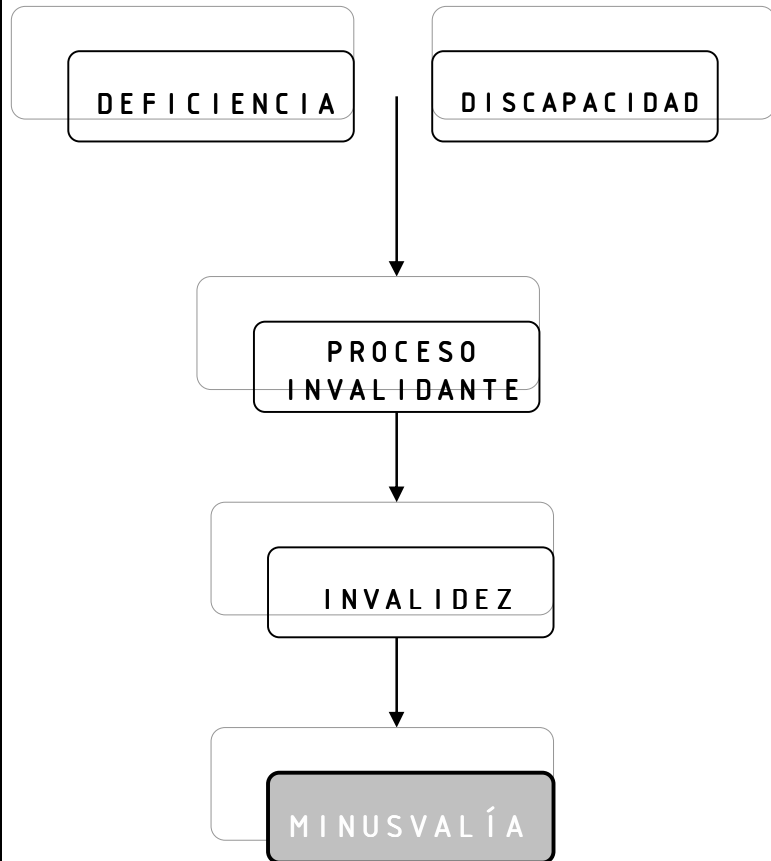 DEFICIENCIA
DISCAPACIDAD
PROCESO
INVALIDANTE
INVALIDEZ
MINUSVALÍA